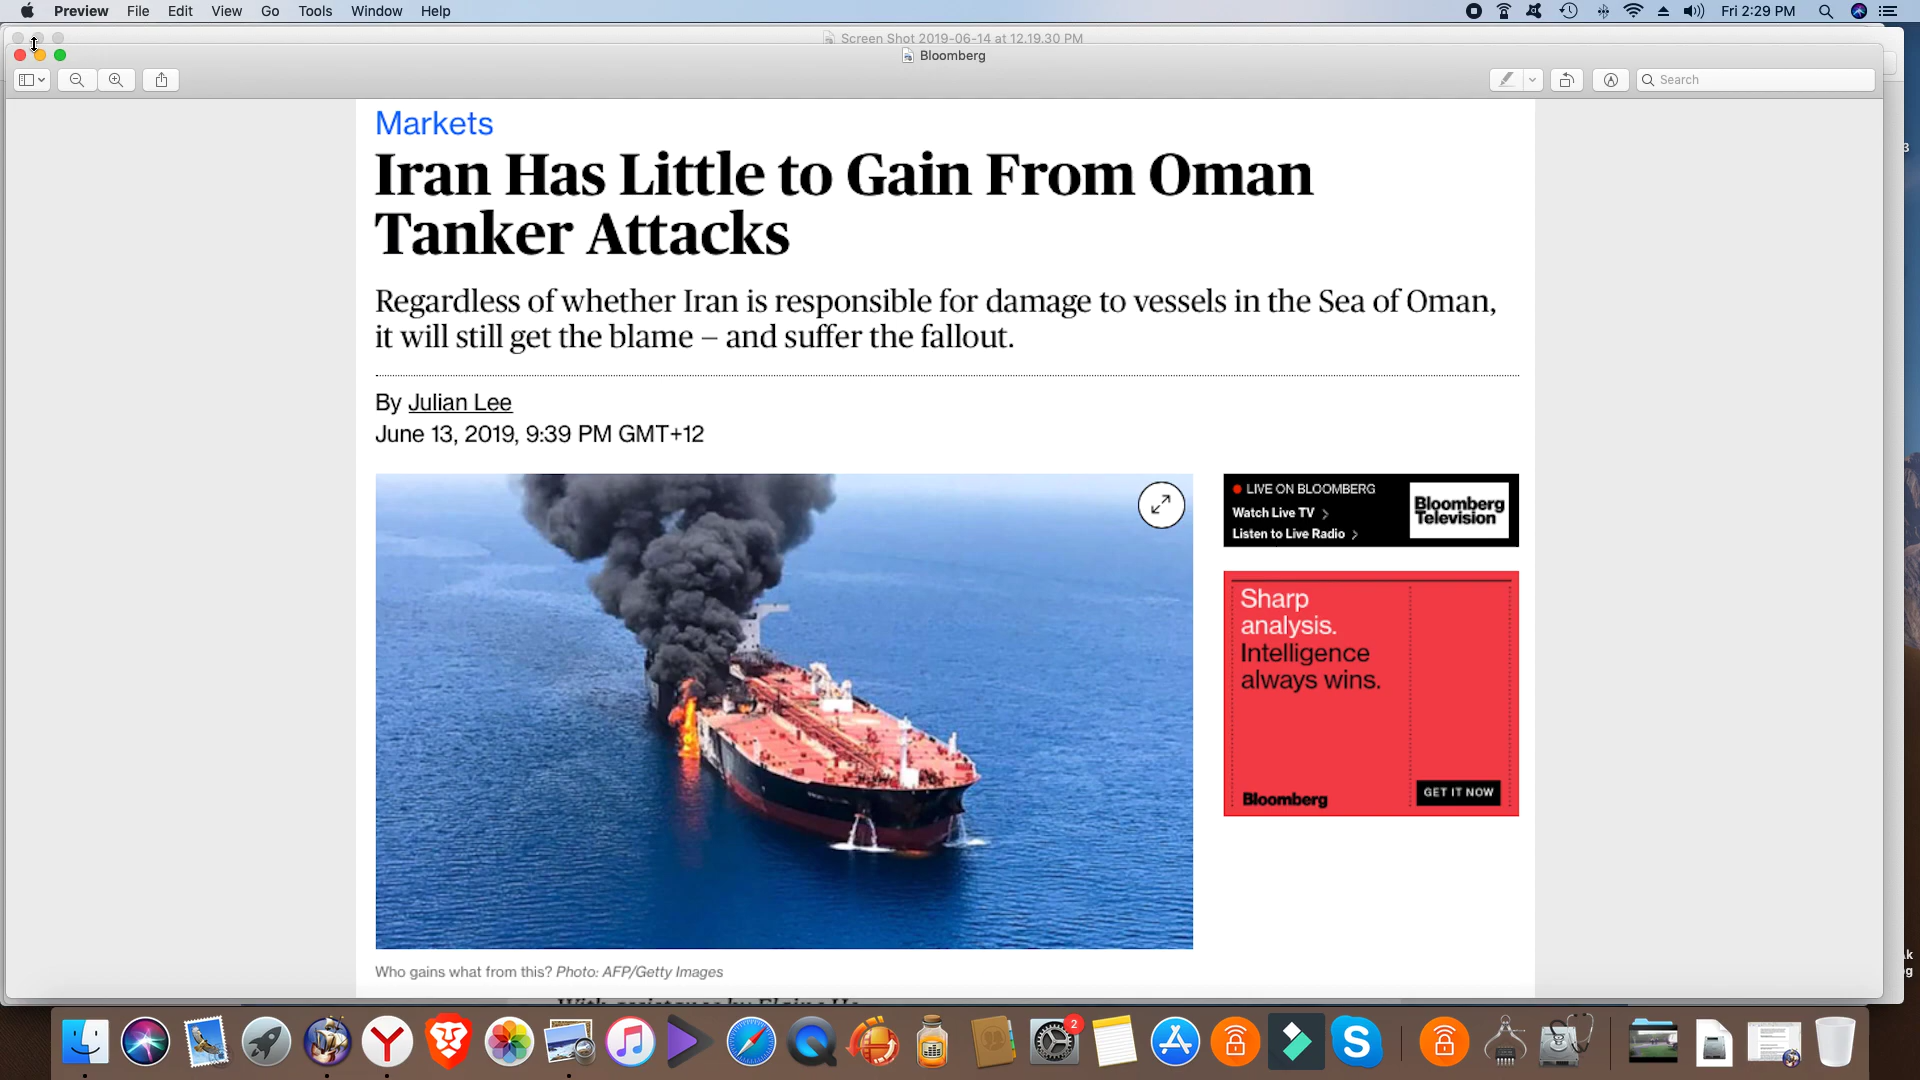 Preview File Edit View Go Tools Window Help Fri 2:29 PM
Screen Shot 2019-06-14 at 12.19.30 PM
Bloomberg
Search
Markets
Iran Has Little to Gain From Oman
Tanker Attacks
Regardless of whether Iran is responsible for damage to vessels in the Sea of Oman,
it will still get the blame – and suffer the fallout.
By Julian Lee
June 13, 2019, 9:39 PM GMT+12
LIVE ON BLOOMBERG
Watch Live TV
Listen to Live Radio
Bloomberg
Television
Sharp
analysis.
Intelligence
always wins.
Bloomberg
GET IT NOW
Who gains what from this? Photo: AFP/Getty Images
2